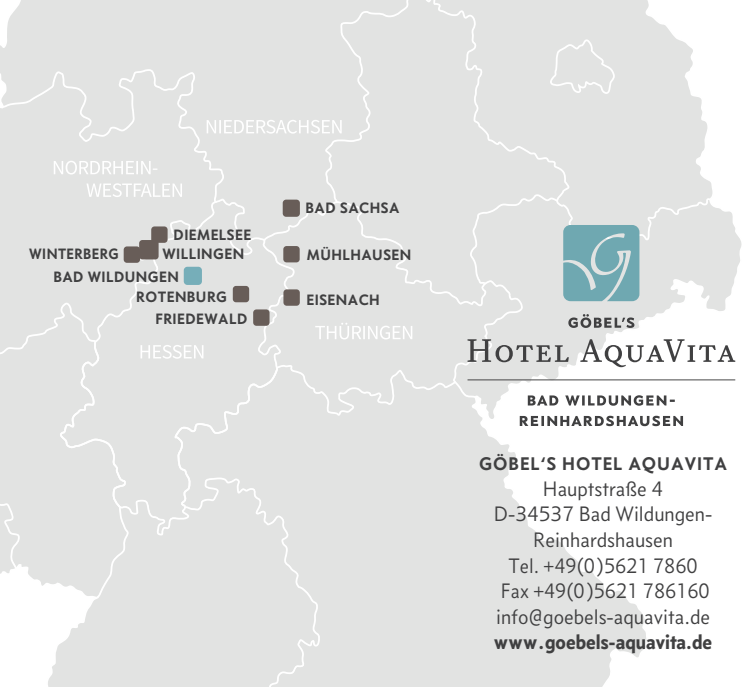 NIEDERSACHSEN
NORDRHEIN-
WESTFALEN
BAD SACHSA
DIEMELSEE
WINTERBERG
WILLINGEN
MÜHLHAUSEN
BAD WILDUNGEN
ROTENBURG
EISENACH
FRIEDEWALD
THÜRINGEN
HESSEN
GÖBEL'S
HOTEL AQUAVITA
BAD WILDUNGEN-
REINHARDSHAUSEN
GÖBEL‘S HOTEL AQUAVITA
Hauptstraße 4
D-34537 Bad Wildungen-
Reinhardshausen
Tel. +49(0)5621 7860
Fax +49(0)5621 786160
info@goebels-aquavita.de
www.goebels-aquavita.de